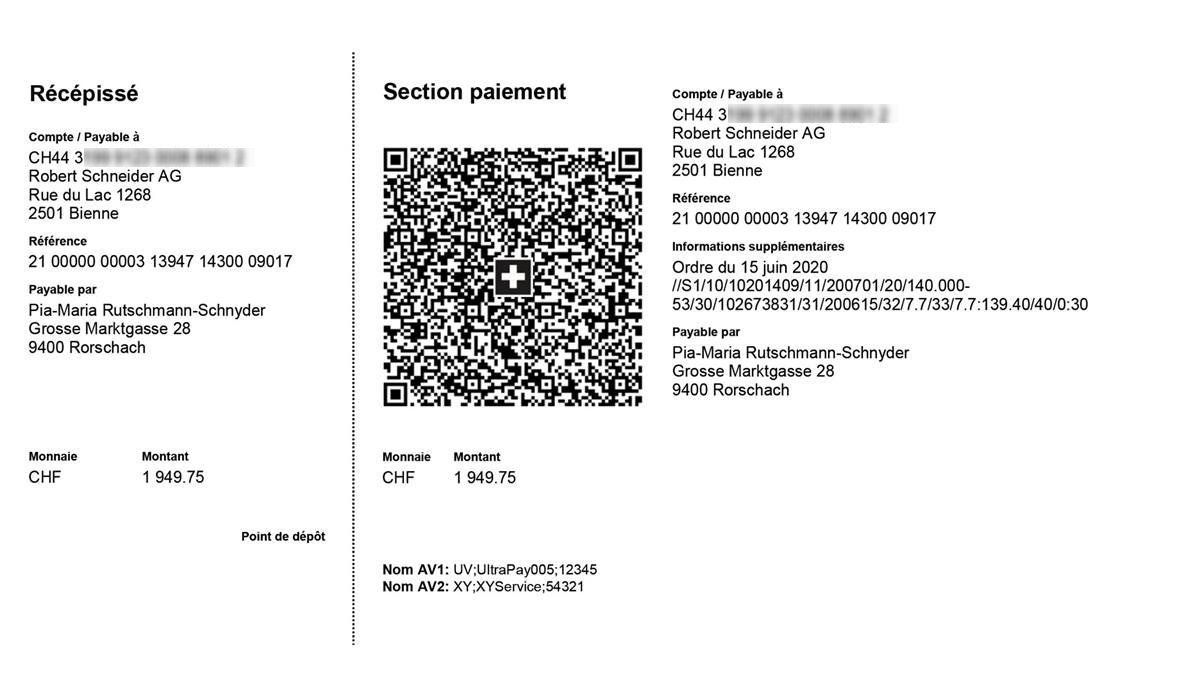 Récépissé
Compte / Payable à
CH44 3
Robert Schneider AG
Rue du Lac 1268
2501 Bienne
Référence
21 00000 00003 13947 14300 09017
Payable par
Pia-Maria Rutschmann-Schnyder
Grosse Marktgasse 28
9400 Rorschach
Monnaie Montant
CHF 1 949.75
Point de dépôt
Section paiement
Monnaie Montant
CHF 1 949.75
Nom AV1: UV;UltraPay005;12345
Nom AV2: XY;XYService;54321
Compte / Payable à
CH44 3
Robert Schneider AG
Rue du Lac 1268
2501 Bienne
Référence
21 00000 00003 13947 14300 09017
Informations supplémentaires
Ordre du 15 juin 2020
//S1/10/10201409/11/200701/20/140.000-
53/30/102673831/31/200615/32/7.7/33/7.7:139.40/40/0:30
Payable par
Pia-Maria Rutschmann-Schnyder
Grosse Marktgasse 28
9400 Rorschach